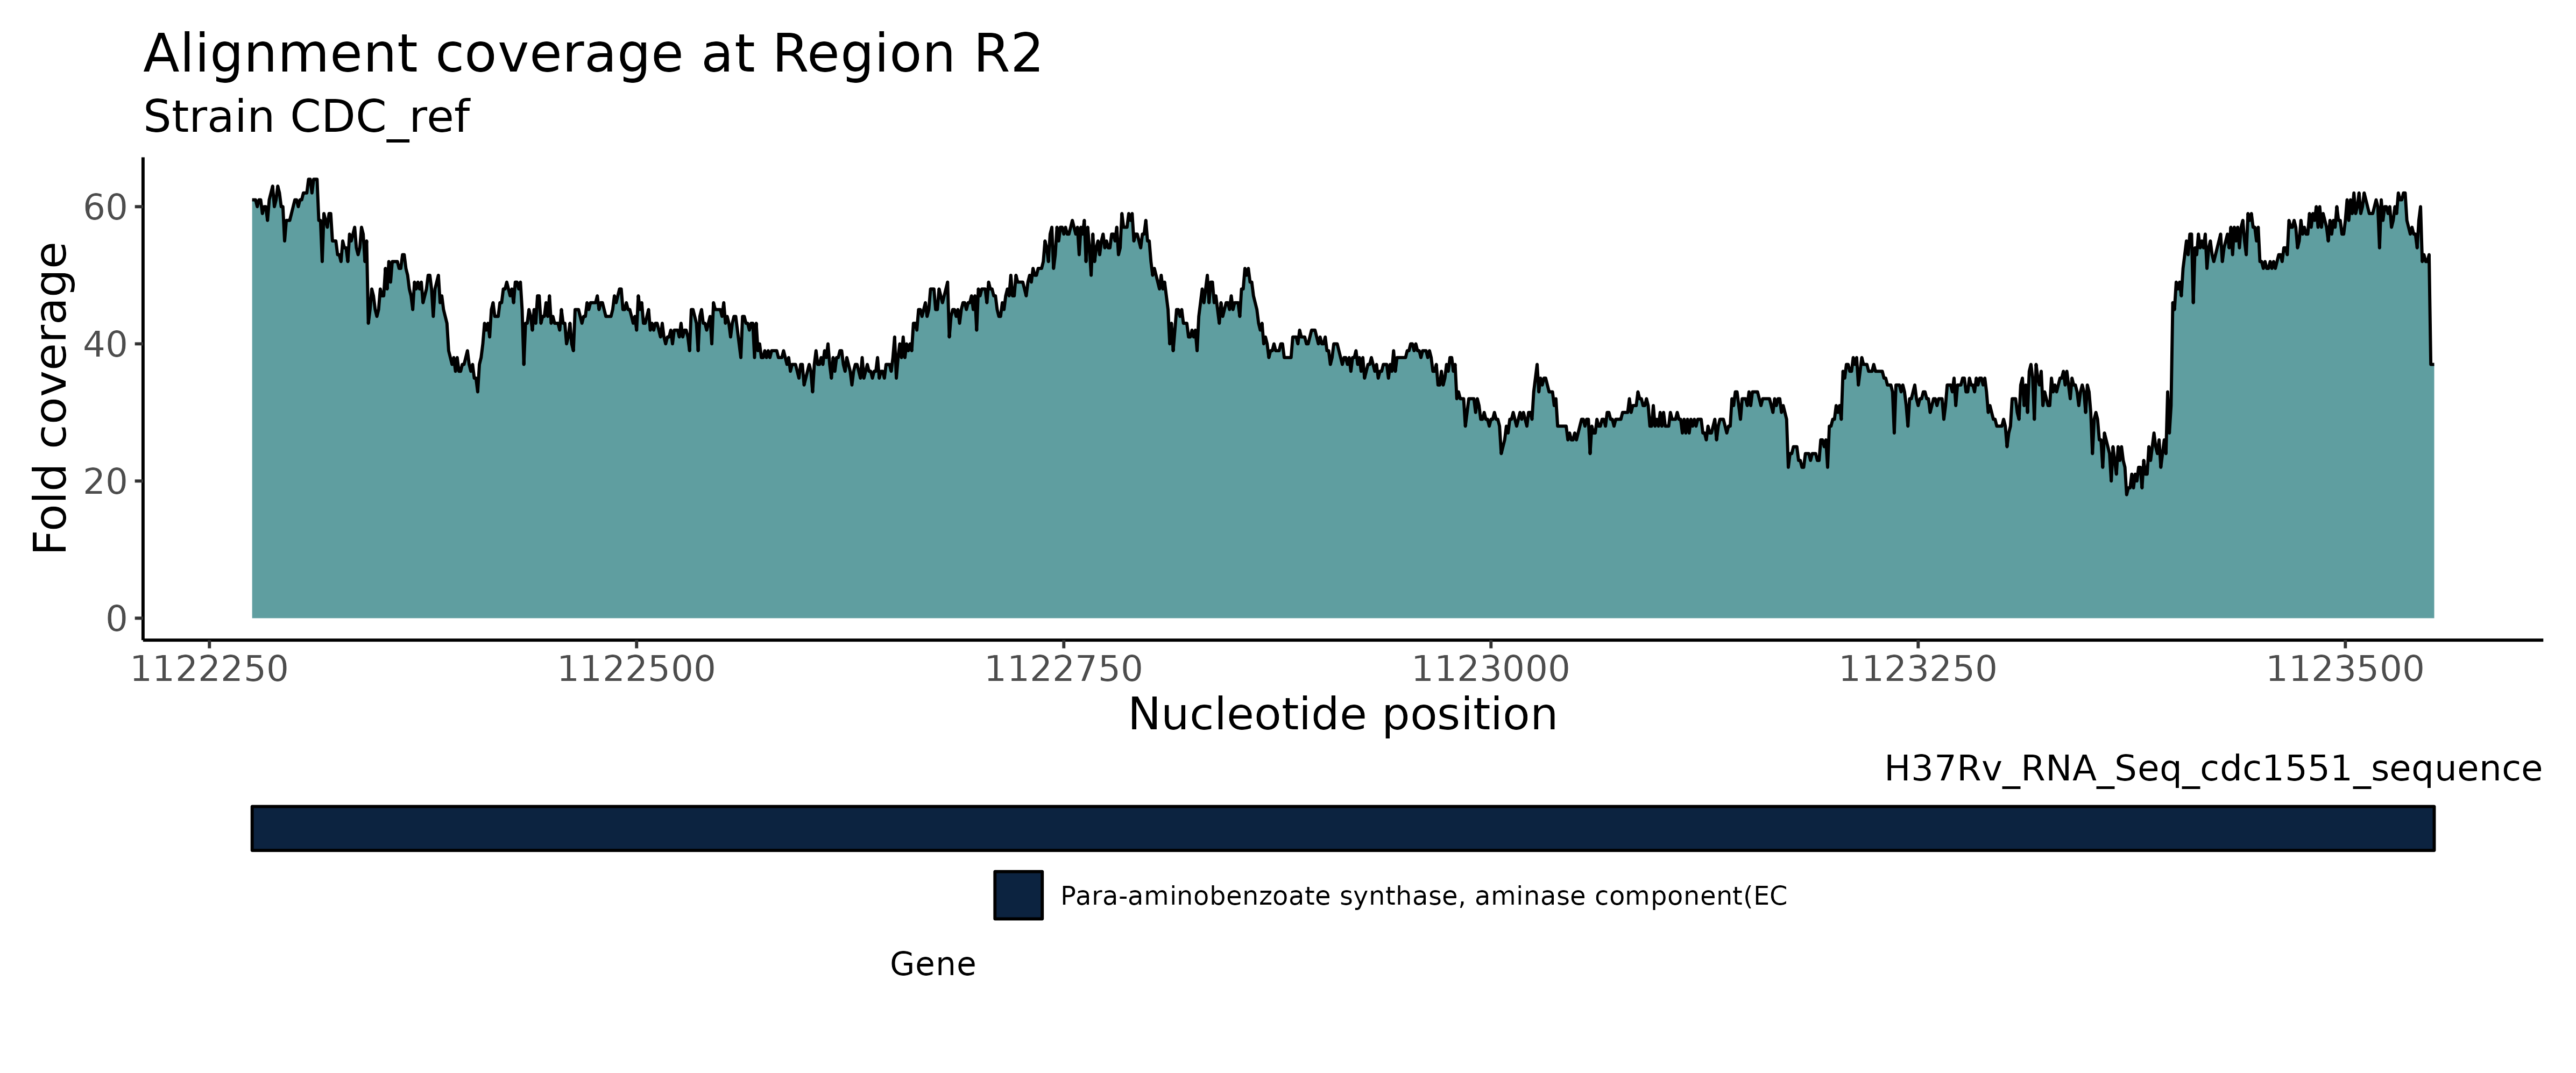 Alignment coverage at Region R2
Strain CDC_ref
Fold coverage
60
40
20
0
1122250 1122500 1122750 1123000 1123250 1123500
Nucleotide position
H37Rv_RNA_Seq_cdc1551_sequence
Para-aminobenzoate synthase, aminase component(EC
Gene